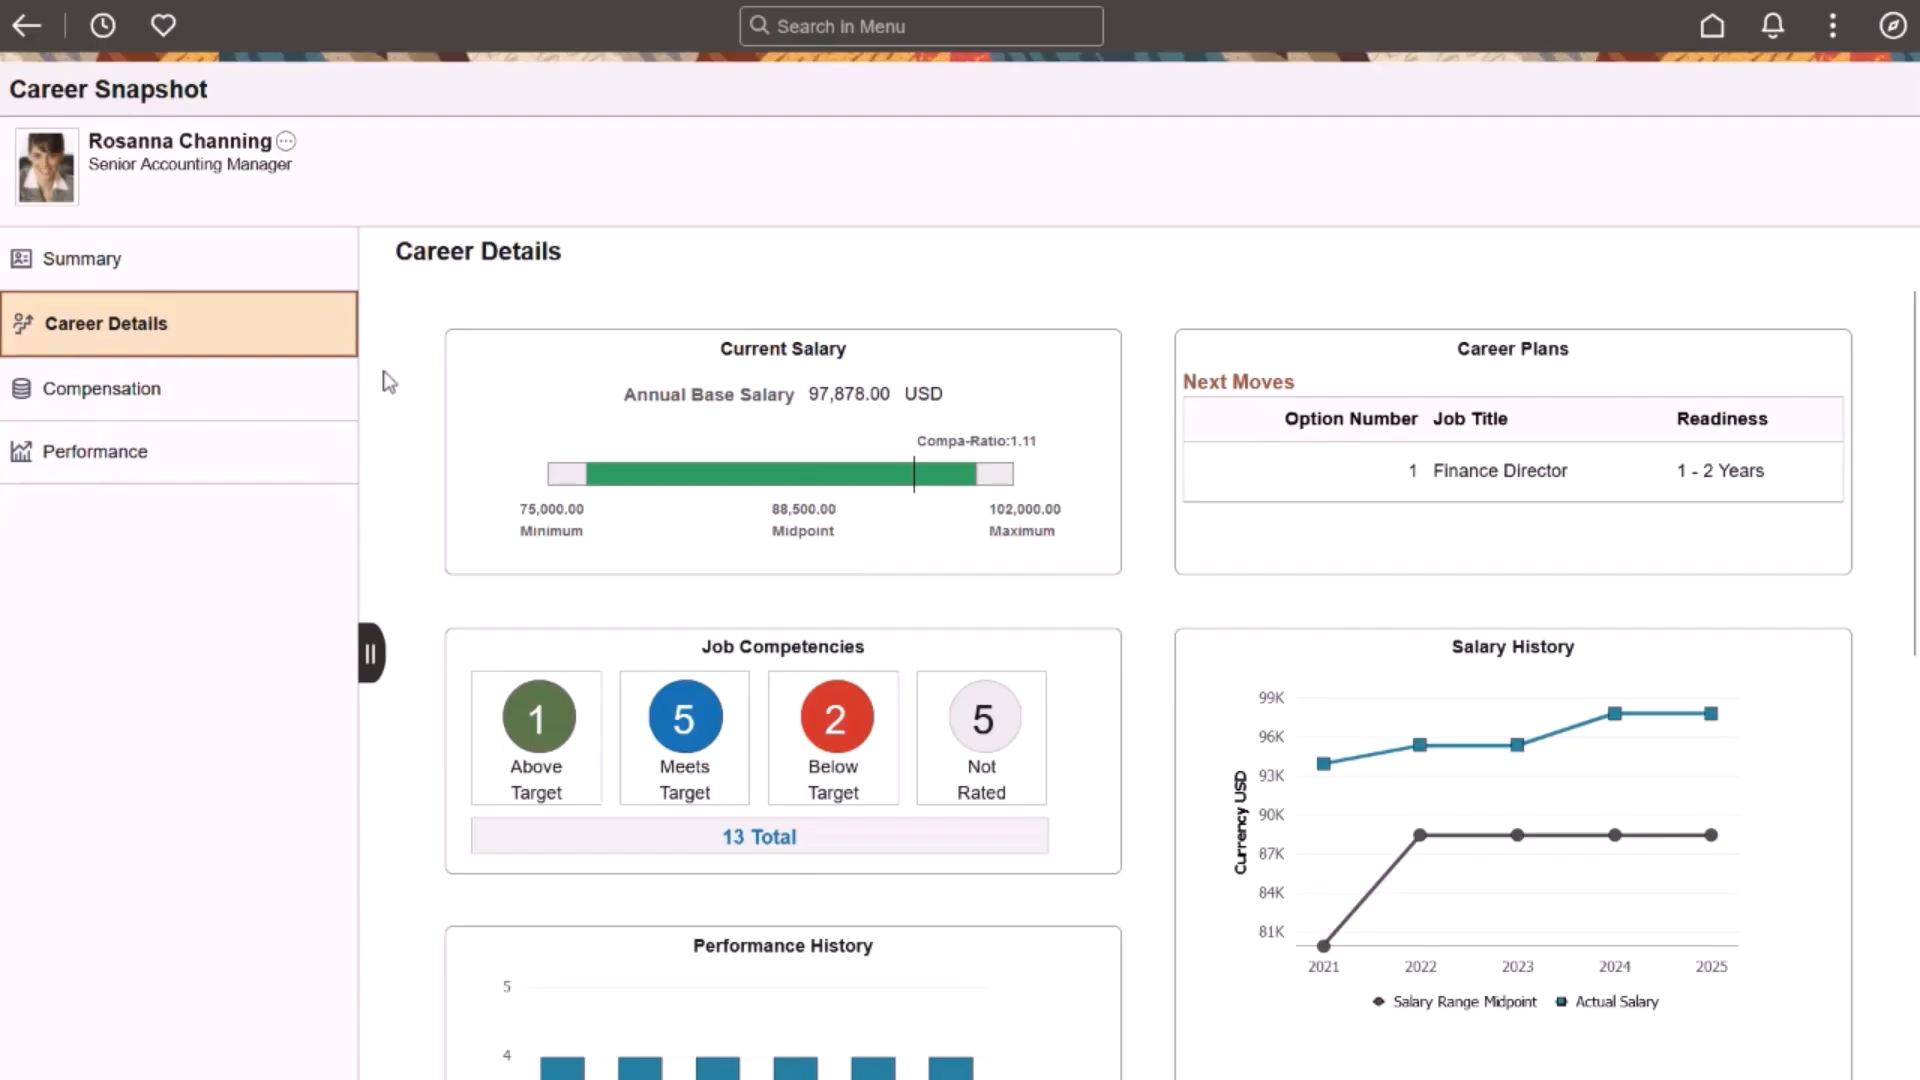 Search in Menu
Career Snapshot
Rosanna Channing
Senior Accounting Manager
Summary
Career Details
Compensation
Performance
Career Details
Current Salary
Annual Base Salary 97,878.00 USD
Compa-Ratio:1.11
75,000.00 88,500.00 102,000.00
Minimum Midpoint Maximum
Career Plans
Next Moves
Option Number Job Title Readiness
1 Finance Director 1 - 2 Years
Job Competencies
1 5 2 5
Above Meets Below Not
Target Target Target Rated
13 Total
Salary History
Currency USD
99K
96K
93K
90K
87K
84K
81K
2021 2022 2023 2024 2025
Salary Range Midpoint Actual Salary
Performance History
5
4